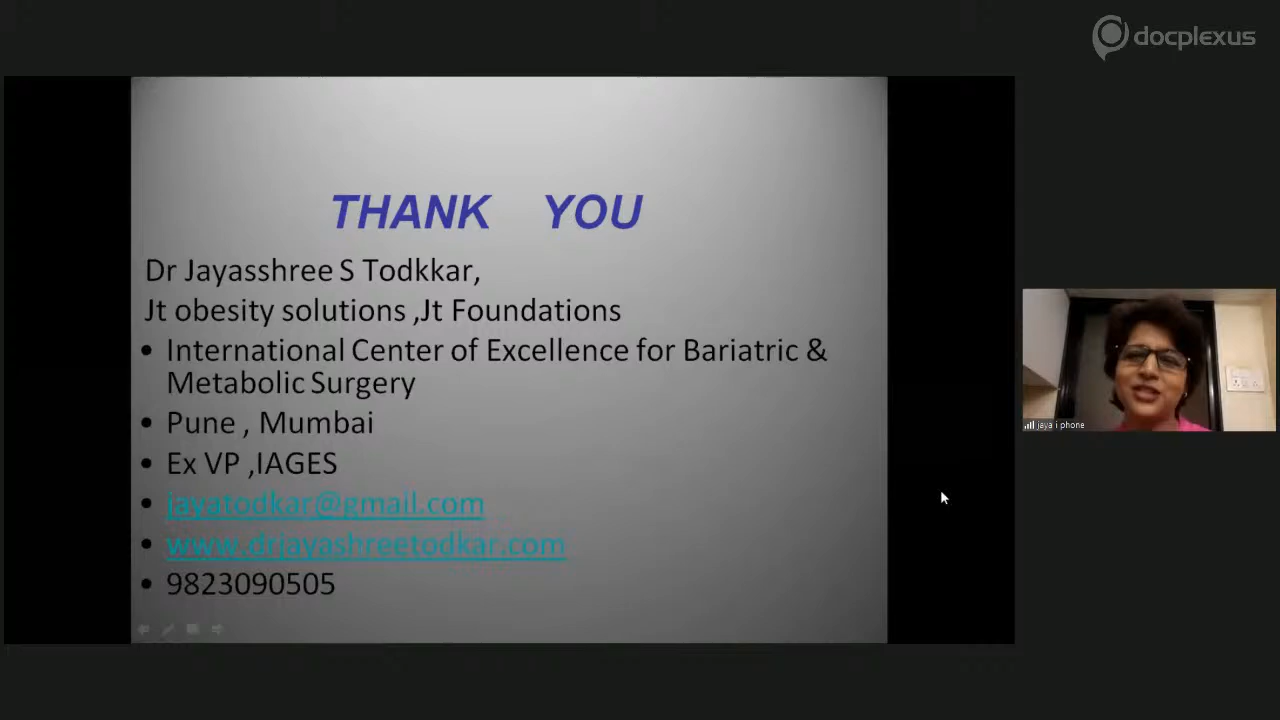 docplexus
THANK YOU
Dr Jayasshree S Todkkar,
Jt obesity solutions ,Jt Foundations
• International Center of Excellence for Bariatric &
Metabolic Surgery
• Pune , Mumbai
• Ex VP ,IAGES
• jayatodkar@gmail.com
• www.drjayashreetodkar.com
• 9823090505
jaya i phone